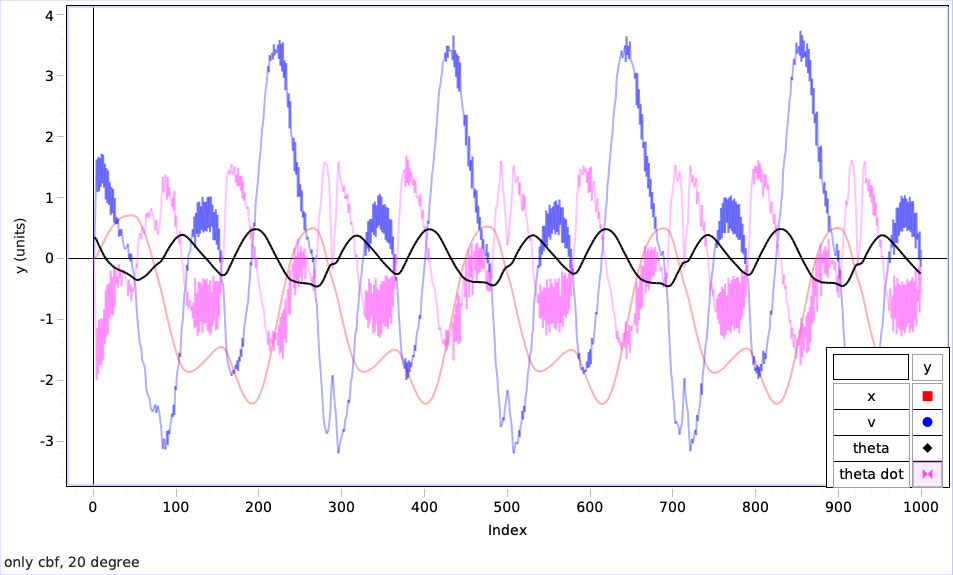 4
3
2
1
0
-1
-2
-3
y (units)
0 100 200 300 400 500 600 700 800 900 1000
Index
y
x
v
theta
theta dot
only cbf, 20 degree